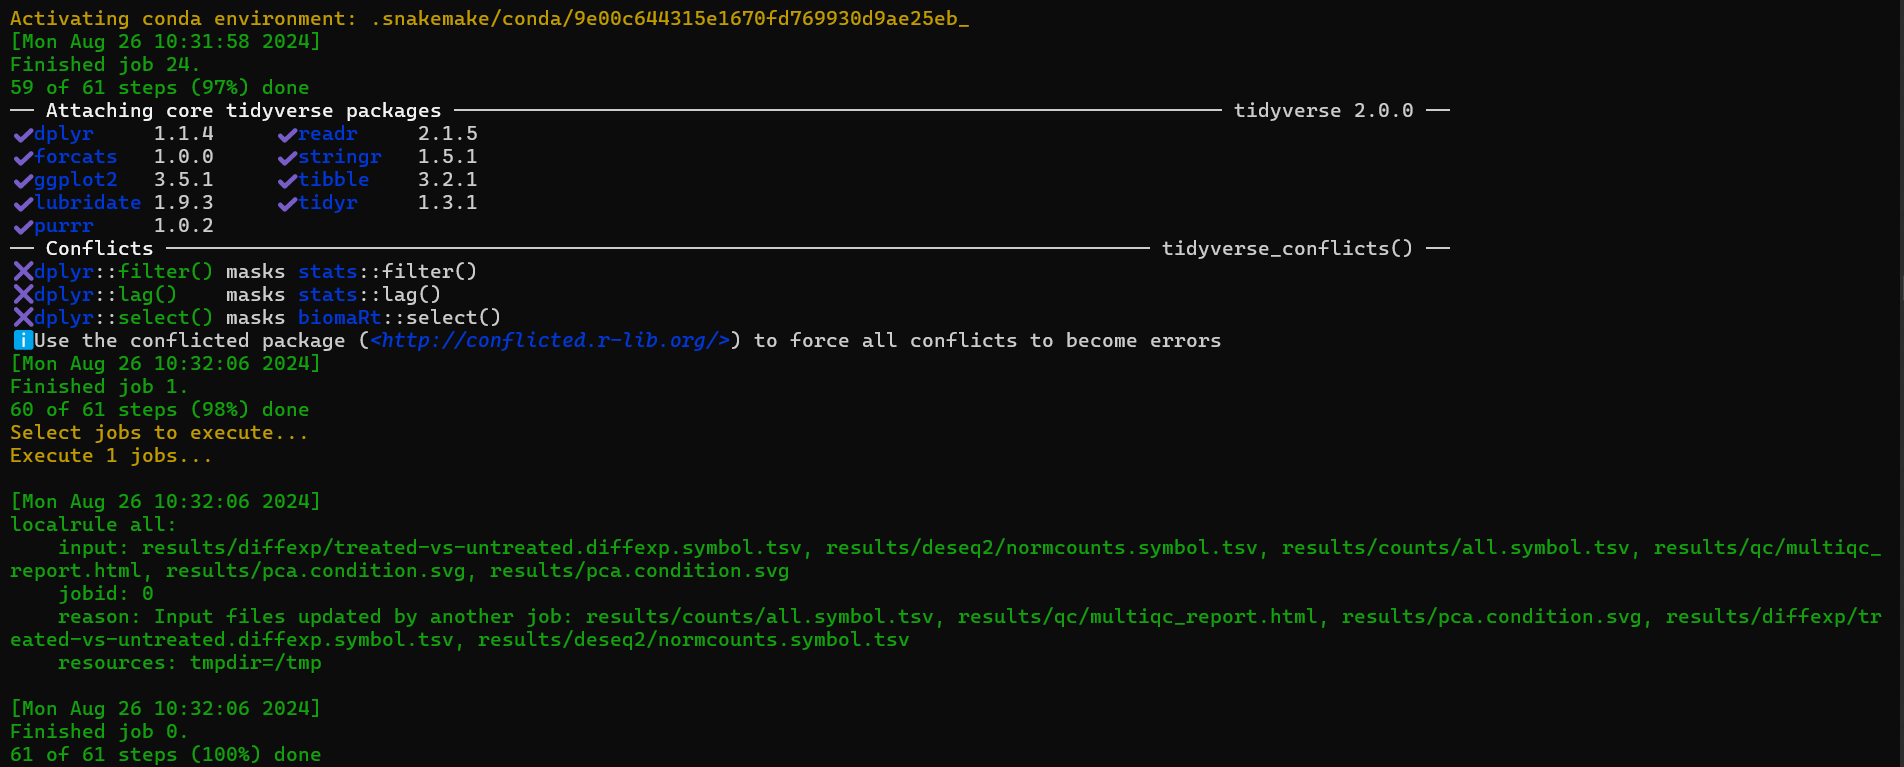 Activating conda environment: .snakemake/conda/9e00c644315e1670fd769930d9ae25eb_
[Mon Aug 26 10:31:58 2024]
Finished job 24.
59 of 61 steps (97%) done
── Attaching core tidyverse packages ──────────────────────────────────────────────────────────────── tidyverse 2.0.0 ──
✔ dplyr     1.1.4     ✔ readr     2.1.5
✔ forcats   1.0.0     ✔ stringr   1.5.1
✔ ggplot2   3.5.1     ✔ tibble    3.2.1
✔ lubridate 1.9.3     ✔ tidyr     1.3.1
✔ purrr     1.0.2
── Conflicts ────────────────────────────────────────────────────────────────────────────────── tidyverse_conflicts() ──
✖ dplyr::filter() masks stats::filter()
✖ dplyr::lag()    masks stats::lag()
✖ dplyr::select() masks biomaRt::select()
ℹ Use the conflicted package (<http://conflicted.r-lib.org/>) to force all conflicts to become errors
[Mon Aug 26 10:32:06 2024]
Finished job 1.
60 of 61 steps (98%) done
Select jobs to execute...
Execute 1 jobs...
[Mon Aug 26 10:32:06 2024]
localrule all:
    input: results/diffexp/treated-vs-untreated.diffexp.symbol.tsv, results/deseq2/normcounts.symbol.tsv, results/counts/all.symbol.tsv, results/qc/multiqc_
report.html, results/pca.condition.svg, results/pca.condition.svg
    jobid: 0
    reason: Input files updated by another job: results/counts/all.symbol.tsv, results/qc/multiqc_report.html, results/pca.condition.svg, results/diffexp/tr
eated-vs-untreated.diffexp.symbol.tsv, results/deseq2/normcounts.symbol.tsv
    resources: tmpdir=/tmp
[Mon Aug 26 10:32:06 2024]
Finished job 0.
61 of 61 steps (100%) done